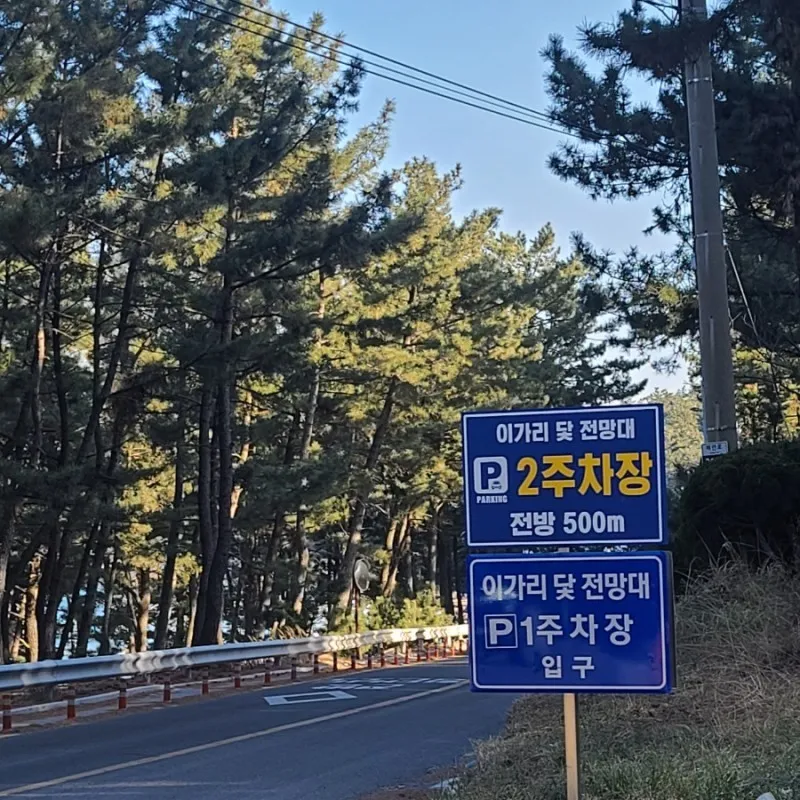 이가리 닻 전망대
P 2주차장
PARKING
전방 500m
이가리 닻 전망대
P 1주차장
입구